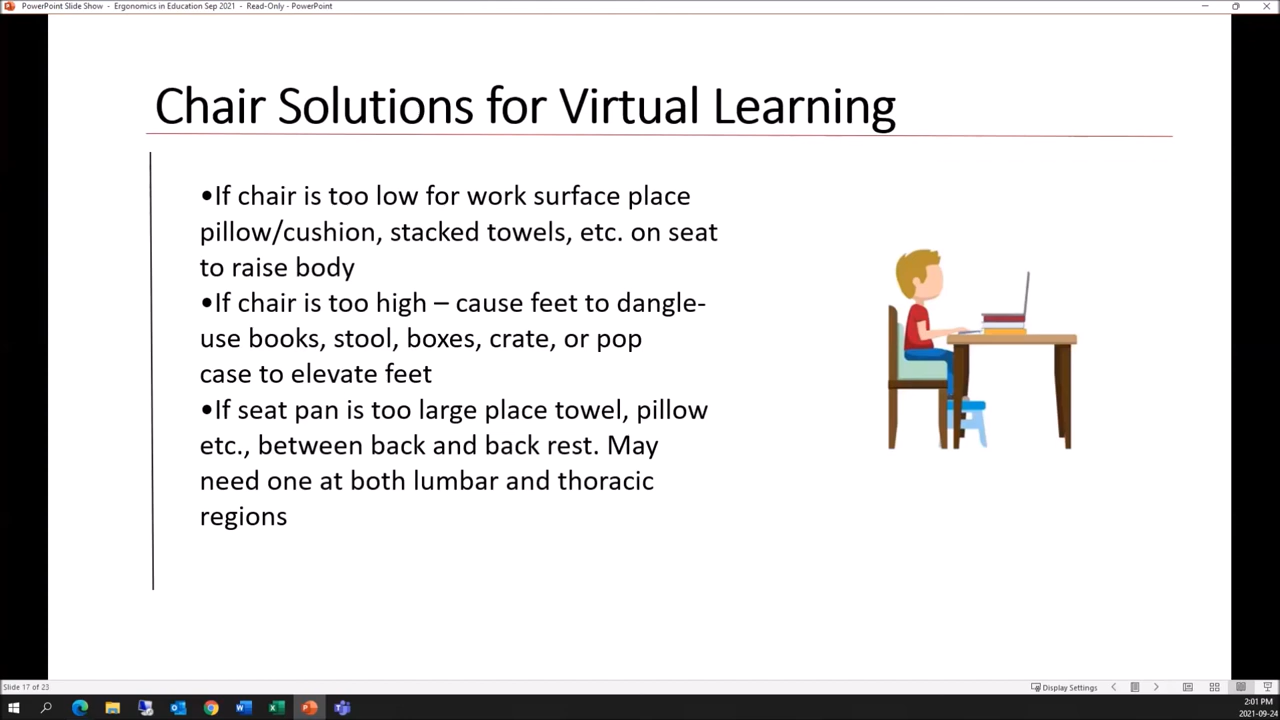 PowerPoint Slide Show - Ergonomics in Education Sep 2021 - Read-Only - PowerPoint
Chair Solutions for Virtual Learning
•If chair is too low for work surface place
pillow/cushion, stacked towels, etc. on seat
to raise body
•If chair is too high – cause feet to dangle-
use books, stool, boxes, crate, or pop
case to elevate feet
•If seat pan is too large place towel, pillow
etc., between back and back rest. May
need one at both lumbar and thoracic
regions
Slide 17 of 23
Display Settings
2:01 PM
2021-09-24